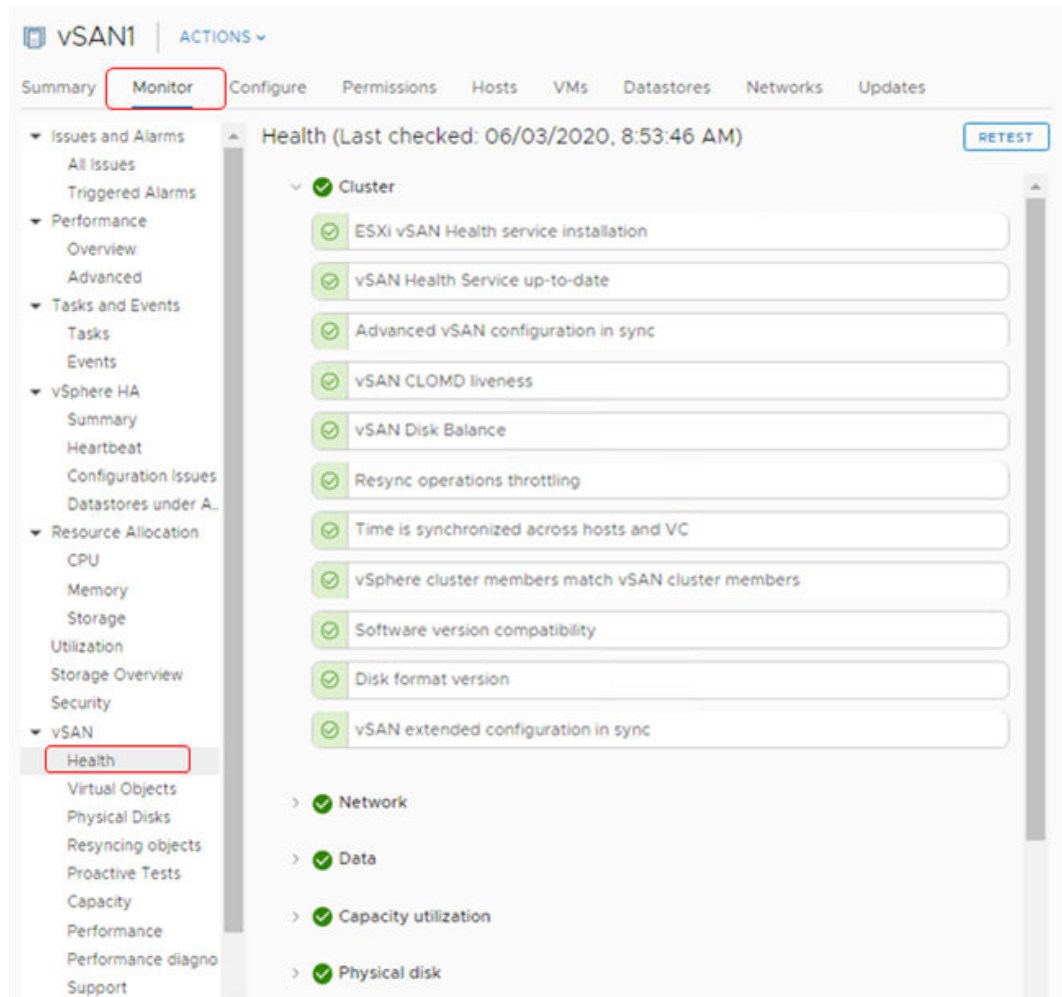 vSAN1
ACTIONS
Summary Monitor Configure Permissions Hosts VMs Datastores Networks Updates
Issues and Alarms
All Issues
Triggered Alarms
Performance
Overview
Advanced
Tasks and Events
Tasks
Events
vSphere HA
Summary
Heartbeat
Configuration Issues
Datastores under A..
Resource Allocation
CPU
Memory
Storage
Utilization
Storage Overview
Security
vSAN
Health
Virtual Objects
Physical Disks
Resyncing objects
Proactive Tests
Capacity
Performance
Performance diagno
Support
Health (Last checked: 06/03/2020, 8:53:46 AM)
RETEST
Cluster
ESXi vSAN Health service installation
vSAN Health Service up-to-date
Advanced vSAN configuration in sync
vSAN CLOMD liveness
vSAN Disk Balance
Resync operations throttling
Time is synchronized across hosts and VC
vSphere cluster members match vSAN cluster members
Software version compatibility
Disk format version
vSAN extended configuration in sync
Network
Data
Capacity utilization
Physical disk